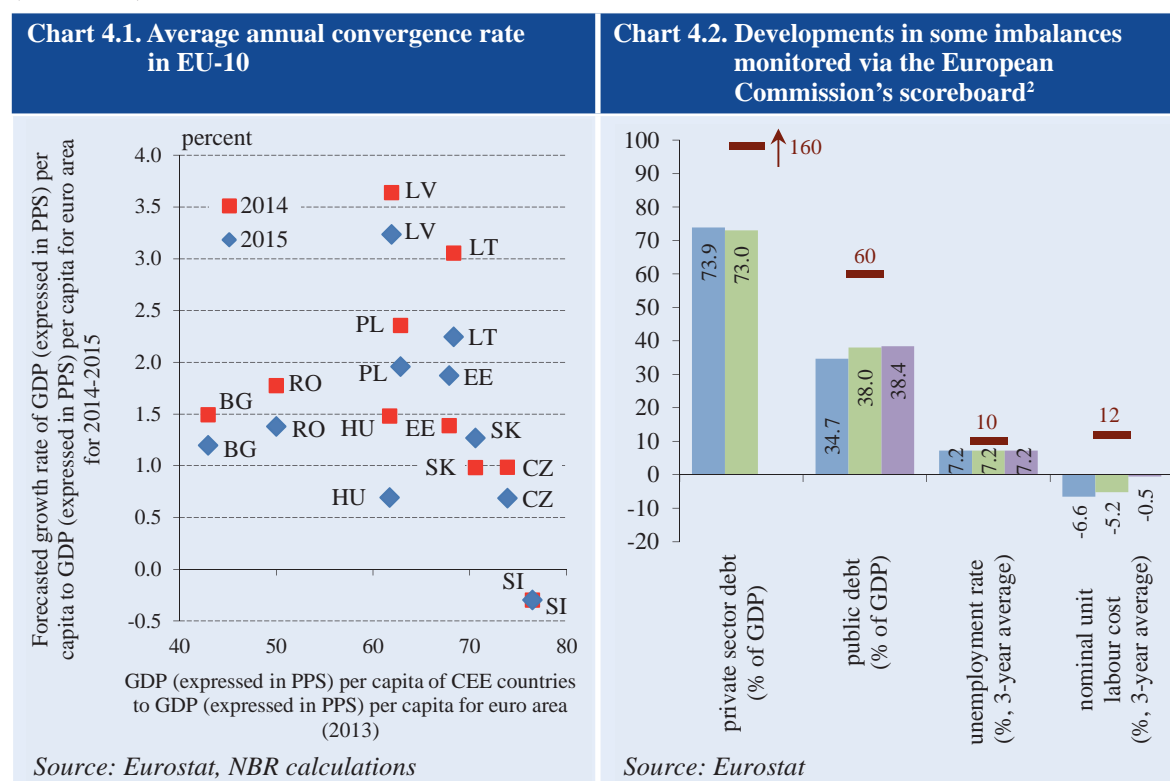 Chart 4.1. Average annual convergence rate
in EU-10
Forecasted growth rate of GDP (expressed in PPS) per
capita to GDP (expressed in PPS) per capita for euro area
for 2014-2015
percent
4.0
3.5
3.0
2.5
2.0
1.5
1.0
0.5
0.0
-0.5
2014
2015
LV
LV
LT
PL
LT
PL
EE
RO
BG
RO
HU
EE
BG
SK
SK
CZ
HU
CZ
SI
SI
40
50
60
70
80
GDP (expressed in PPS) per capita of CEE countries
to GDP (expressed in PPS) per capita for euro area
(2013)
Source: Eurostat, NBR calculations
Chart 4.2. Developments in some imbalances
monitored via the European
Commission’s scoreboard2
100
90
80
70
60
50
40
30
20
10
0
-10
-20
160
73.9
73.0
60
34.7
38.0
38.4
10
7.2
7.2
7.2
12
-6.6
-5.2
-0.5
private sector debt
(% of GDP)
public debt
(% of GDP)
unemployment rate
(%, 3-year average)
nominal unit
labour cost
(%, 3-year average)
Source: Eurostat